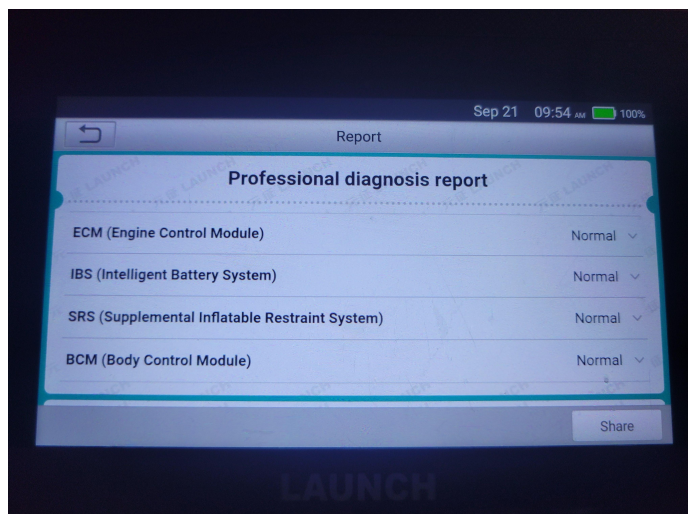 Sep 21 09:54 AM 100%
Report
Professional diagnosis report
ECM (Engine Control Module) Normal
IBS (Intelligent Battery System) Normal
SRS (Supplemental Inflatable Restraint System) Normal
BCM (Body Control Module) Normal
Share
LAUNCH